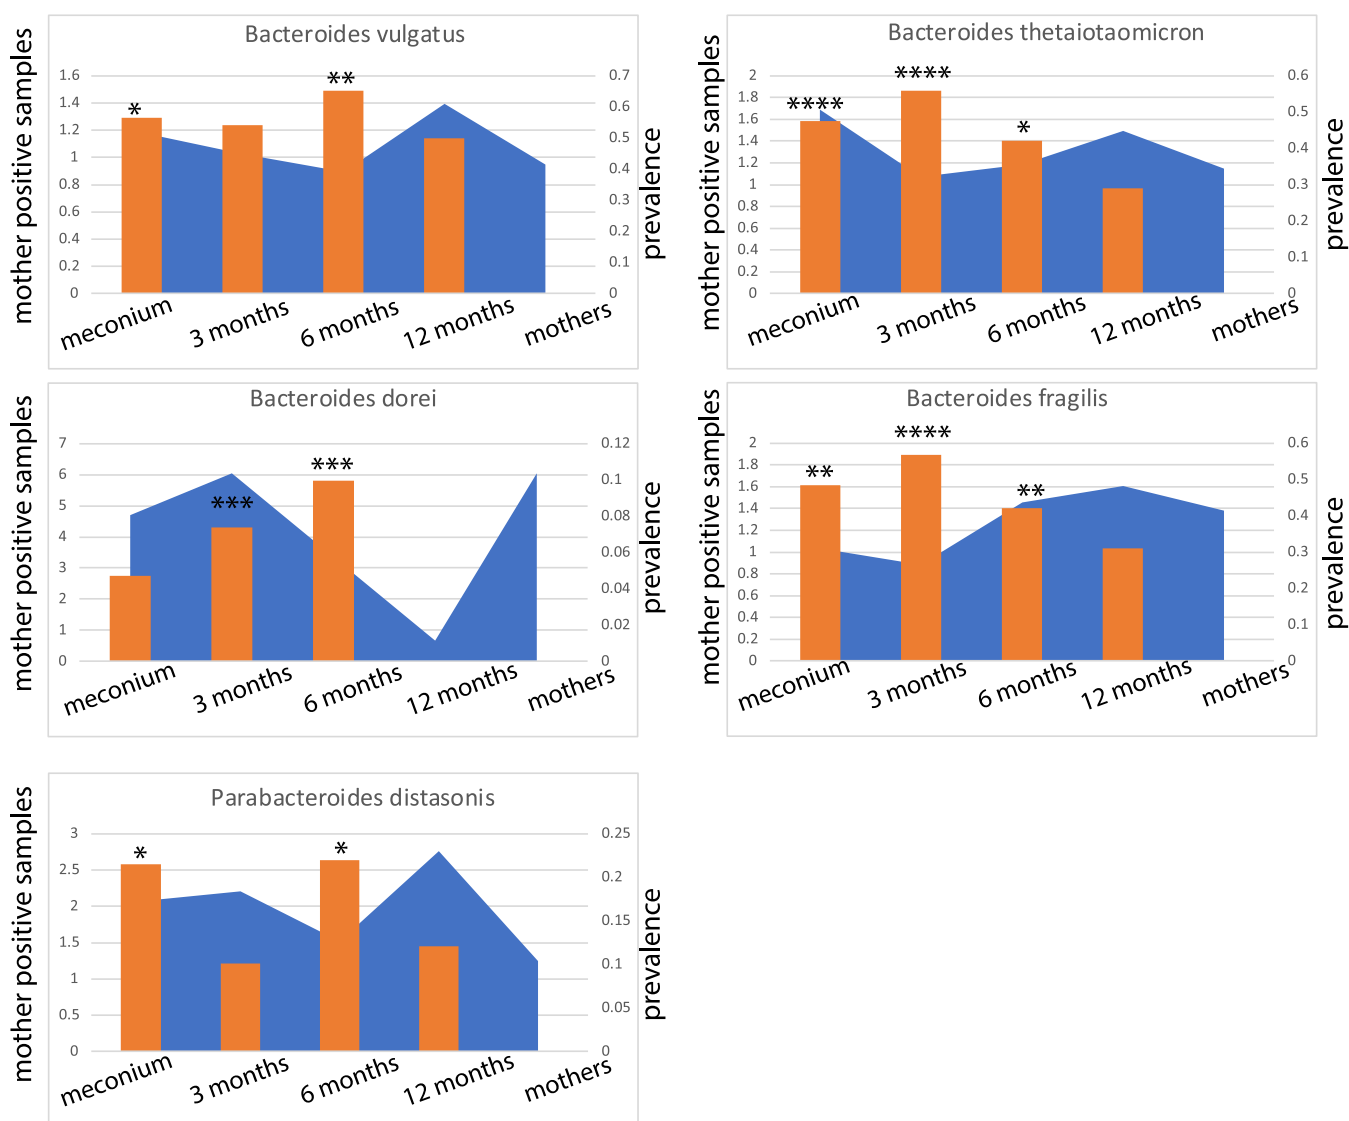 Bacteroides vulgatus
mother positive samples
1.6
1.4
1.2
1
0.8
0.6
0.4
0.2
0
*
**
0.7
0.6
0.5
0.4
0.3
0.2
0.1
0
prevalence
meconium
3 months
6 months
12 months
mothers
Bacteroides thetaiotaomicron
mother positive samples
2
1.8
1.6
1.4
1.2
1
0.8
0.6
0.4
0.2
0
****
****
*
0.6
0.5
0.4
0.3
0.2
0.1
0
prevalence
meconium
3 months
6 months
12 months
mothers
Bacteroides dorei
mother positive samples
7
6
5
4
3
2
1
0
***
***
0.12
0.1
0.08
0.06
0.04
0.02
0
prevalence
meconium
3 months
6 months
12 months
mothers
Bacteroides fragilis
mother positive samples
2
1.8
1.6
1.4
1.2
1
0.8
0.6
0.4
0.2
0
**
****
**
0.6
0.5
0.4
0.3
0.2
0.1
0
prevalence
meconium
3 months
6 months
12 months
mothers
Parabacteroides distasonis
mother positive samples
3
2.5
2
1.5
1
0.5
0
*
*
0.25
0.2
0.15
0.1
0.05
0
prevalence
meconium
3 months
6 months
12 months
mothers